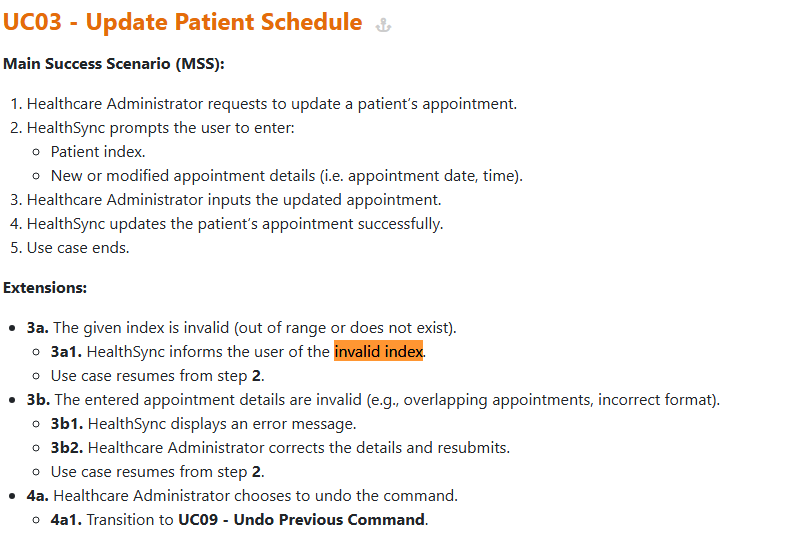 UC03 - Update Patient Schedule
Main Success Scenario (MSS):
1. Healthcare Administrator requests to update a patient’s appointment.
2. HealthSync prompts the user to enter:
Patient index.
New or modified appointment details (i.e. appointment date, time).
3. Healthcare Administrator inputs the updated appointment.
4. HealthSync updates the patient’s appointment successfully.
5. Use case ends.
Extensions:
3a. The given index is invalid (out of range or does not exist).
3a1. HealthSync informs the user of the invalid index.
Use case resumes from step 2.
3b. The entered appointment details are invalid (e.g., overlapping appointments, incorrect format).
3b1. HealthSync displays an error message.
3b2. Healthcare Administrator corrects the details and resubmits.
Use case resumes from step 2.
4a. Healthcare Administrator chooses to undo the command.
4a1. Transition to UC09 - Undo Previous Command.